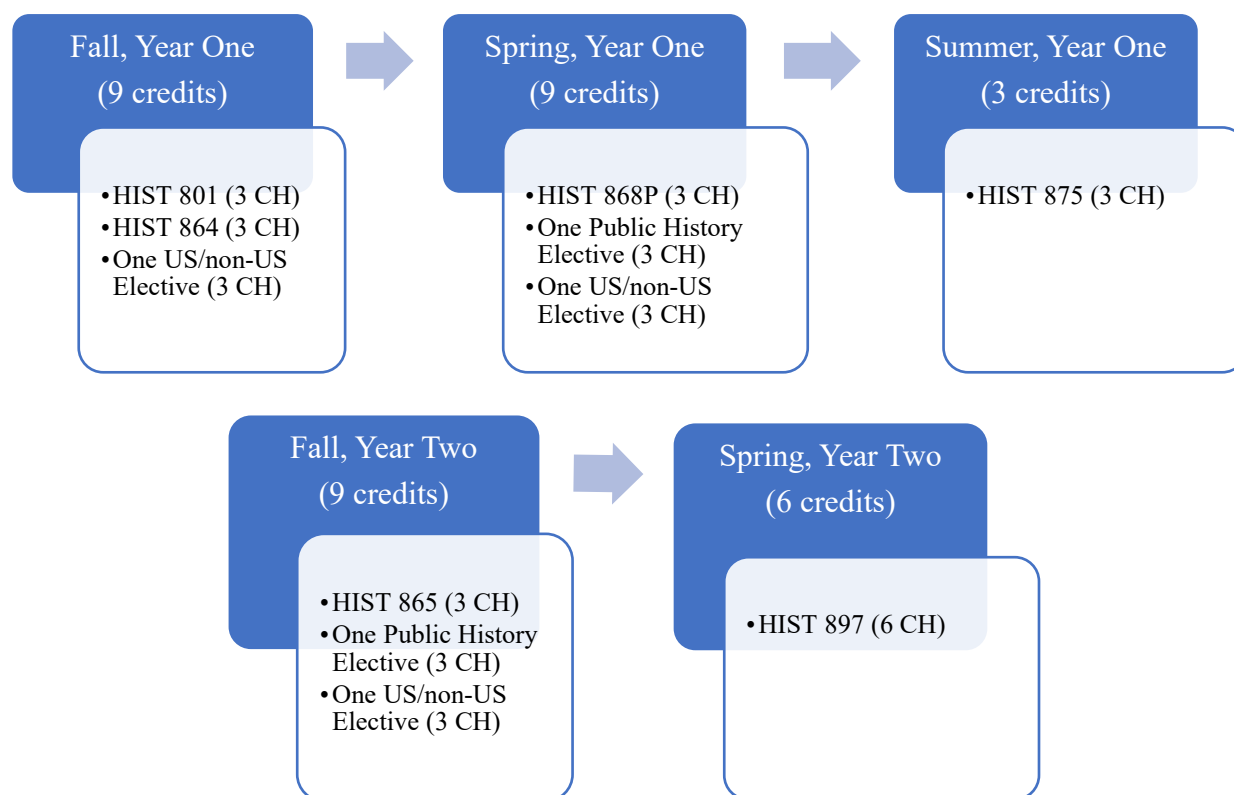 Fall, Year One
(9 credits)
•HIST 801 (3 CH)
•HIST 864 (3 CH)
•One US/non-US
Elective (3 CH)
Spring, Year One
(9 credits)
•HIST 868P (3 CH)
•One Public History
Elective (3 CH)
•One US/non-US
Elective (3 CH)
Summer, Year One
(3 credits)
•HIST 875 (3 CH)
Fall, Year Two
(9 credits)
•HIST 865 (3 CH)
•One Public History
Elective (3 CH)
•One US/non-US
Elective (3 CH)
Spring, Year Two
(6 credits)
•HIST 897 (6 CH)